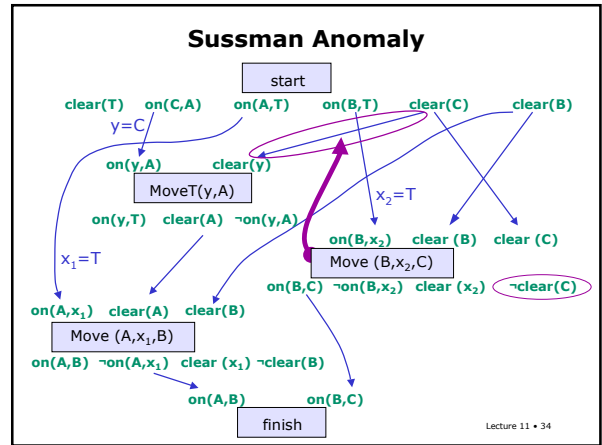 Sussman Anomaly
start
clear(T) on(C,A) on(A,T) on(B,T) clear(C) clear(B)
y=C
on(y,A) clear(y)
MoveT(y,A)
x₂=T
on(y,T) clear(A) ¬on(y,A)
on(B,x₂) clear (B) clear (C)
x₁=T
Move (B,x₂,C)
on(B,C) ¬on(B,x₂) clear (x₂) ¬clear(C)
on(A,x₁) clear(A) clear(B)
Move (A,x₁,B)
on(A,B) ¬on(A,x₁) clear (x₁) ¬clear(B)
on(A,B) on(B,C)
finish
Lecture 11 • 34